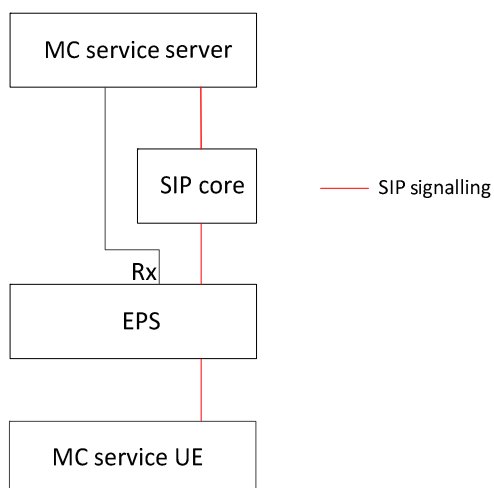 MC service server
SIP core
SIP signalling
Rx
EPS
MC service UE